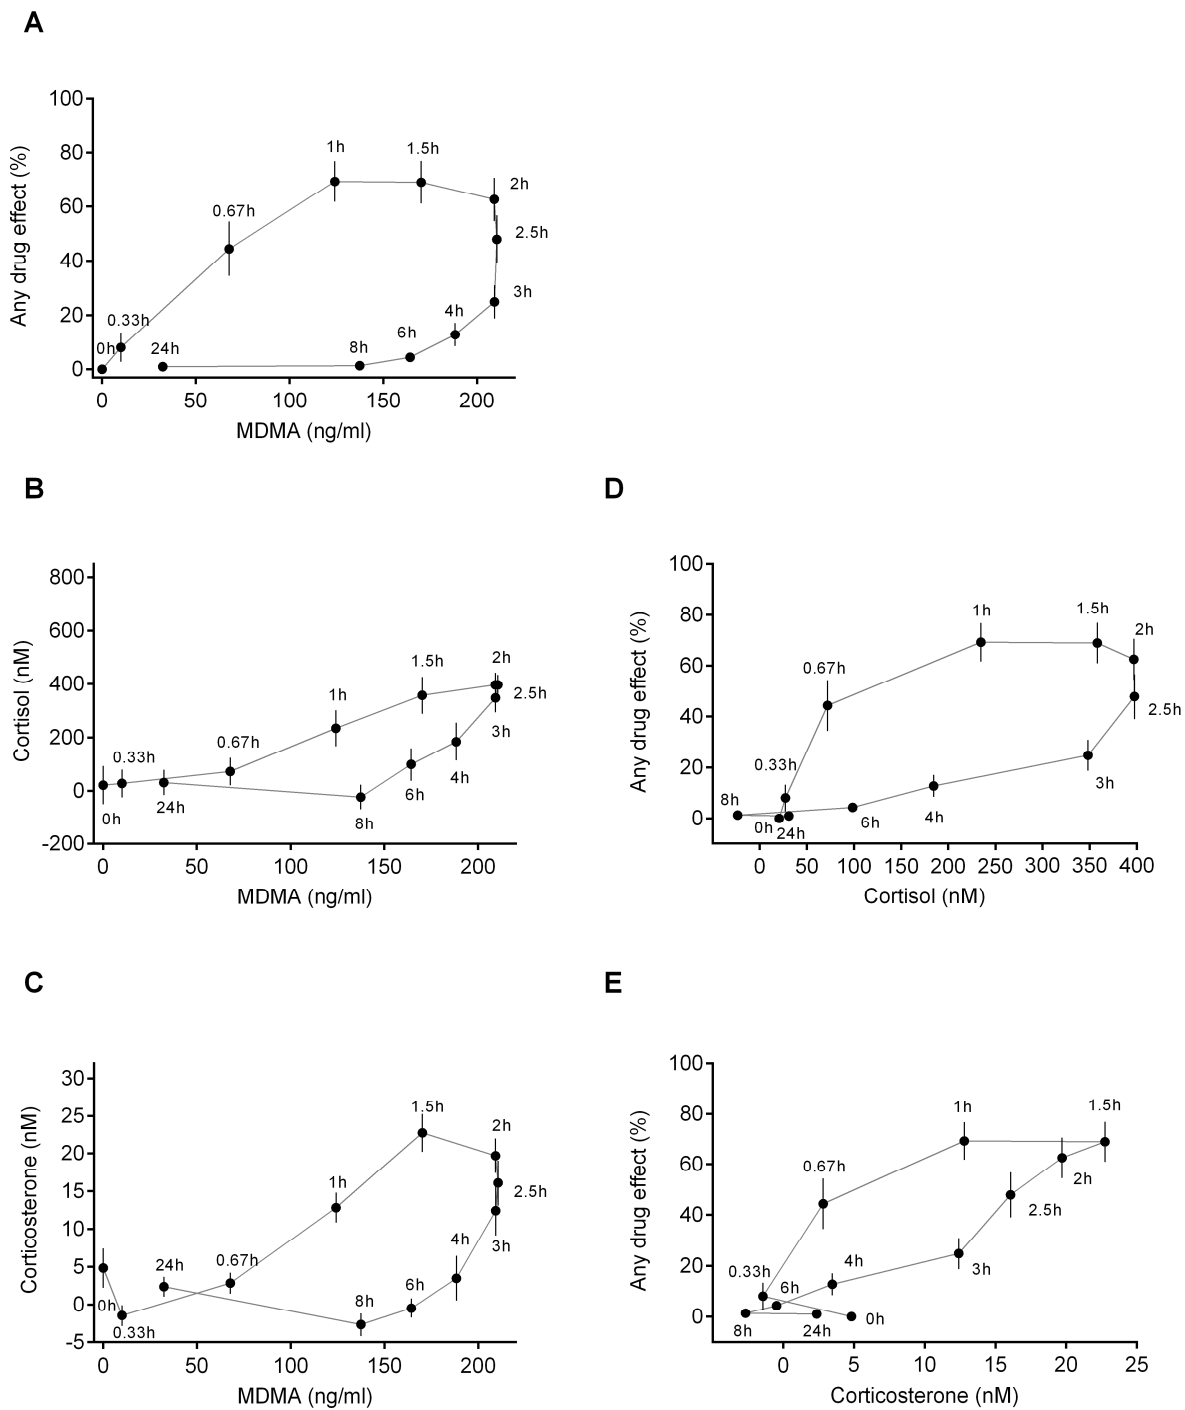 A
Any drug effect (%)
100
80
60
40
20
0
0h
0.33h
0.67h
1h
1.5h
2h
2.5h
3h
4h
6h
8h
24h
0 50 100 150 200
MDMA (ng/ml)
B
Cortisol (nM)
800
600
400
200
0
-200
0h
0.33h
0.67h
1h
1.5h
2h
2.5h
3h
4h
6h
8h
24h
0 50 100 150 200
MDMA (ng/ml)
D
Any drug effect (%)
100
80
60
40
20
0
0h
0.33h
0.67h
1h
1.5h
2h
2.5h
3h
4h
6h
8h
24h
0 50 100 150 200 250 300 350 400
Cortisol (nM)
C
Corticosterone (nM)
30
25
20
15
10
5
0
-5
0h
0.33h
0.67h
1h
1.5h
2h
2.5h
3h
4h
6h
8h
24h
0 50 100 150 200
MDMA (ng/ml)
E
Any drug effect (%)
100
80
60
40
20
0
0h
0.33h
0.67h
1h
1.5h
2h
2.5h
3h
4h
6h
8h
24h
0 5 10 15 20 25
Corticosterone (nM)